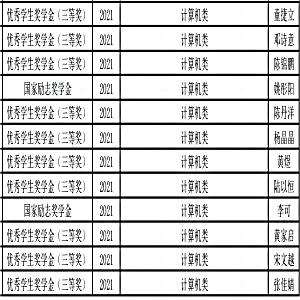 优秀学生奖学金（三等奖） 2021 计算机类 童捷立
优秀学生奖学金（三等奖） 2021 计算机类 邓诗意
优秀学生奖学金（三等奖） 2021 计算机类 陈锦鹏
国家励志奖学金 2021 计算机类 姚彤阳
优秀学生奖学金（三等奖） 2021 计算机类 陈丹洋
优秀学生奖学金（三等奖） 2021 计算机类 杨晶晶
优秀学生奖学金（三等奖） 2021 计算机类 黄煜
优秀学生奖学金（三等奖） 2021 计算机类 陆以恒
国家励志奖学金 2021 计算机类 李可
优秀学生奖学金（三等奖） 2021 计算机类 黄家后
优秀学生奖学金（三等奖） 2021 计算机类 宋文越
优秀学生奖学金（三等奖） 2021 计算机类 张佳婧